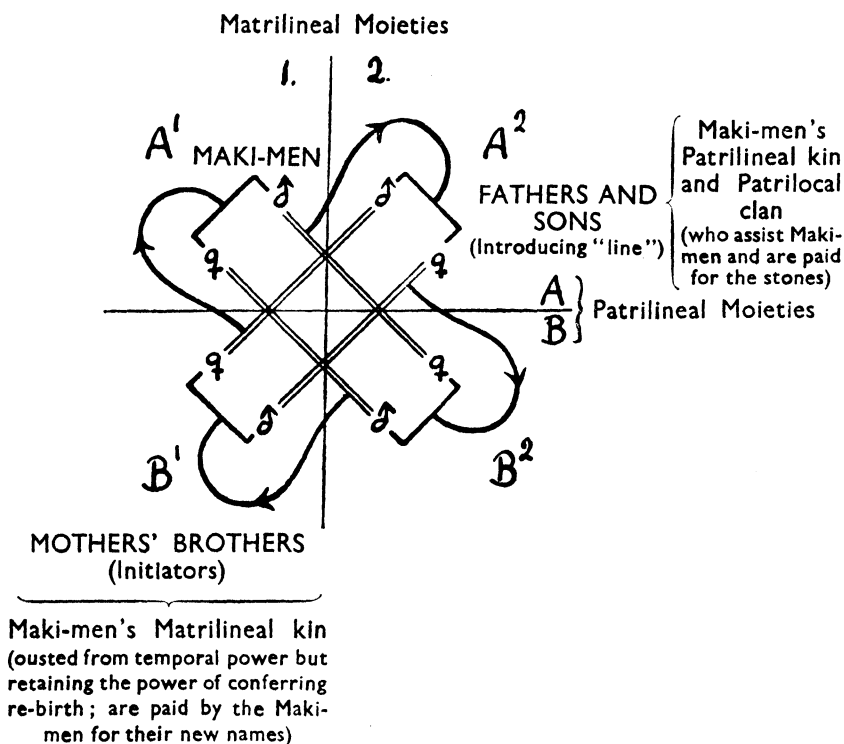 Matrilineal Moieties
1. 2.
A¹ MAKI-MEN
A²
FATHERS AND
SONS
(Introducing "line")
Maki-men's
Patrilineal kin
and Patrilocal
clan
(who assist Maki-
men and are paid
for the stones)
A
B
Patrilineal Moieties
B¹
B²
MOTHERS' BROTHERS
(Initiators)
Maki-men's Matrilineal kin
(ousted from temporal power but
retaining the power of conferring
re-birth ; are paid by the Maki-
men for their new names)